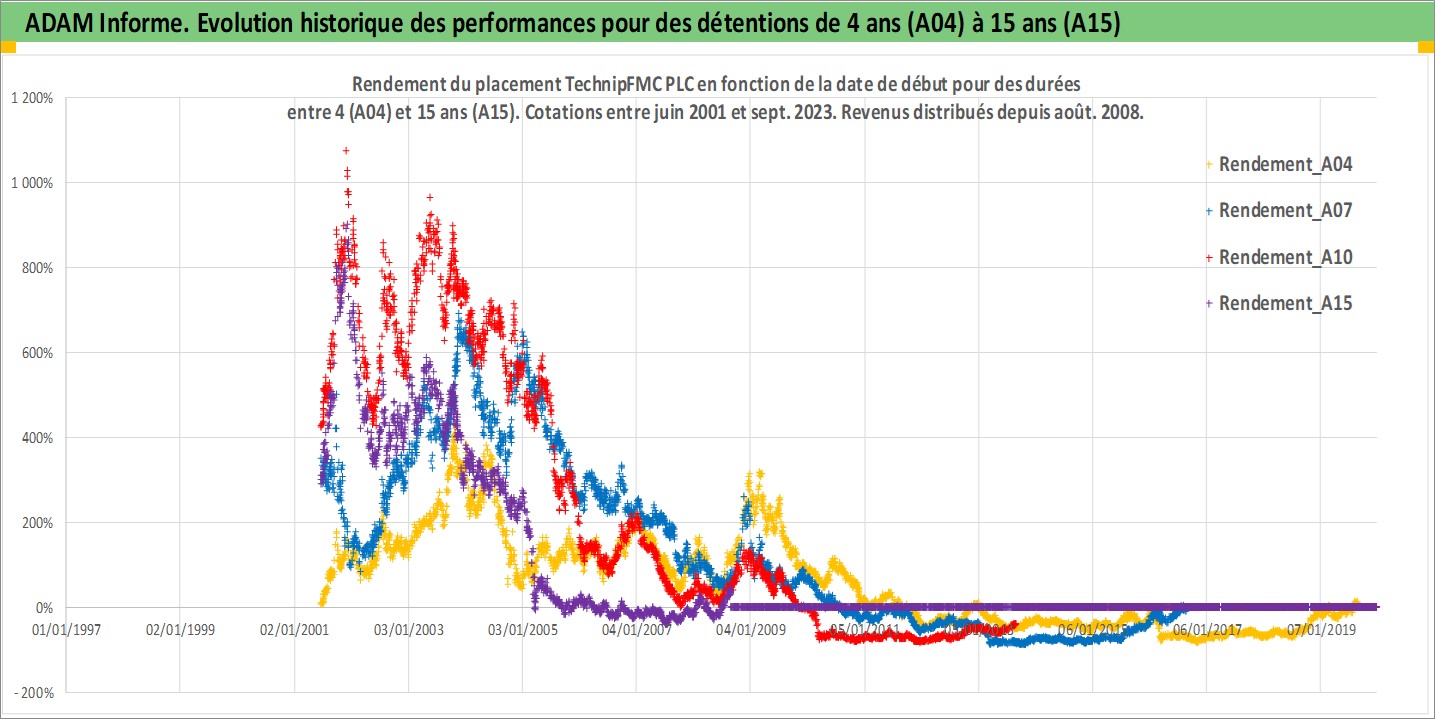 ADAM Informe. Evolution historique des performances pour des détentions de 4 ans (A04) à 15 ans (A15)
Rendement du placement TechnipFMC PLC en fonction de la date de début pour des durées
entre 4 (A04) et 15 ans (A15). Cotations entre juin 2001 et sept. 2023. Revenus distribués depuis août. 2008.
1 200%
1 000%
800%
600%
400%
200%
0%
-200%
Rendement_A04
Rendement_A07
Rendement_A10
Rendement_A15
01/01/1997
02/01/1999
02/01/2001
03/01/2003
03/01/2005
04/01/2007
04/01/2009
05/01/2011
06/01/2015
06/01/2017
07/01/2019